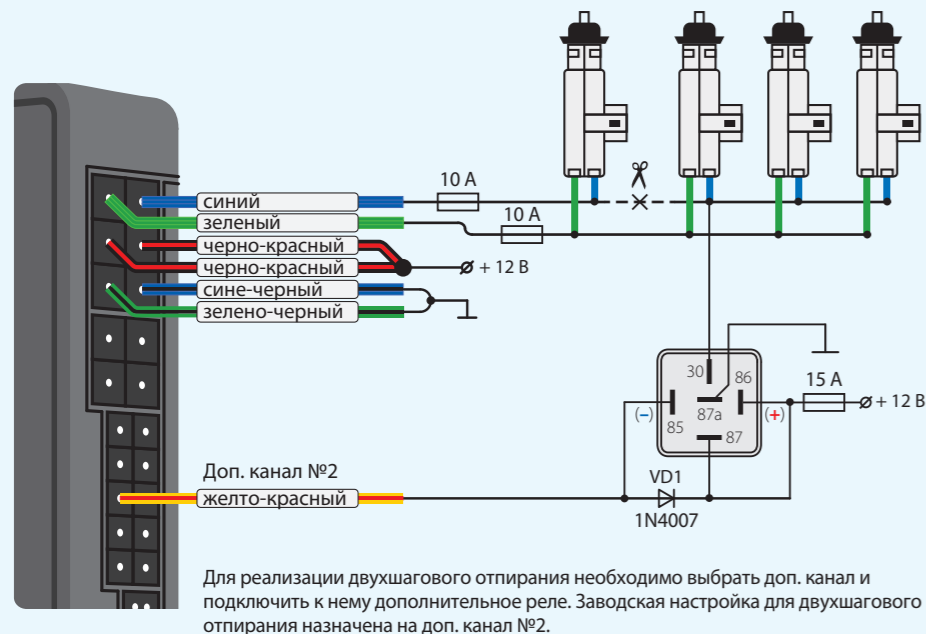 10 А
синий
10 А
зеленый
черно-красный
черно-красный
+ 12 В
сине-черный
зелено-черный
30
86
15 А
+ 12 В
(–)
87a
(+)
85
87
Доп. канал №2
VD1
желто-красный
1N4007
Для реализации двухшагового отпирания необходимо выбрать доп. канал и
подключить к нему дополнительное реле. Заводская настройка для двухшагового
отпирания назначена на доп. канал №2.